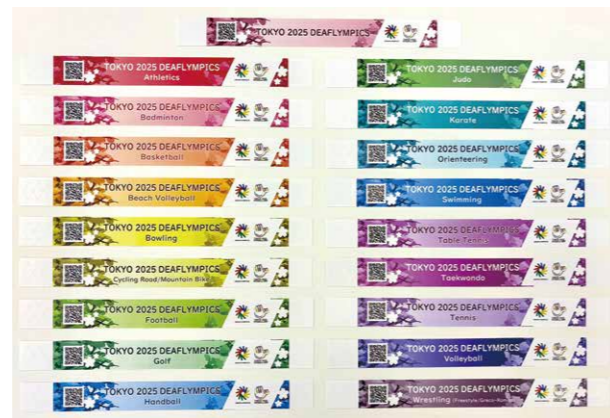 TOKYO 2025 DEAFLYMPICS
TOKYO 2025 DEAFLYMPICS
Athletics
TOKYO 2025 DEAFLYMPICS
Badminton
TOKYO 2025 DEAFLYMPICS
Basketball
TOKYO 2025 DEAFLYMPICS
Beach Volleyball
TOKYO 2025 DEAFLYMPICS
Bowling
TOKYO 2025 DEAFLYMPICS
Cycling Road/Mountain Bike
TOKYO 2025 DEAFLYMPICS
Football
TOKYO 2025 DEAFLYMPICS
Golf
TOKYO 2025 DEAFLYMPICS
Handball
TOKYO 2025 DEAFLYMPICS
Judo
TOKYO 2025 DEAFLYMPICS
Karate
TOKYO 2025 DEAFLYMPICS
Orienteering
TOKYO 2025 DEAFLYMPICS
Swimming
TOKYO 2025 DEAFLYMPICS
Table Tennis
TOKYO 2025 DEAFLYMPICS
Taekwondo
TOKYO 2025 DEAFLYMPICS
Tennis
TOKYO 2025 DEAFLYMPICS
Volleyball
TOKYO 2025 DEAFLYMPICS
Wrestling (Freestyle Greco-Roman)